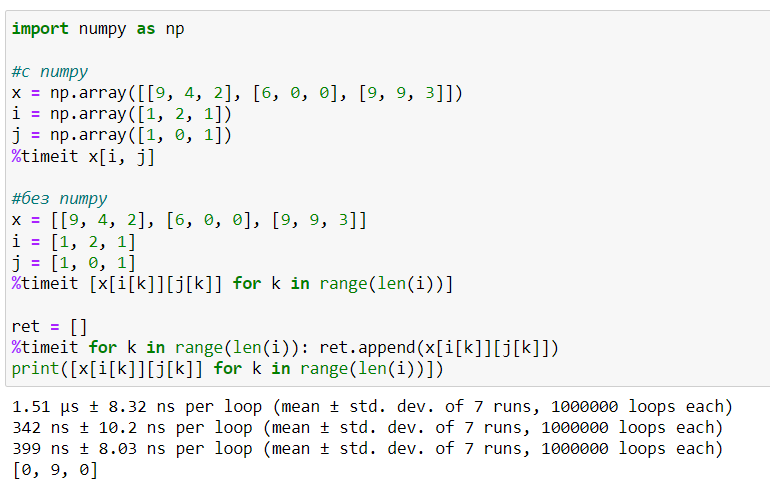 import numpy as np
#с numpy
x = np.array([[9, 4, 2], [6, 0, 0], [9, 9, 3]])
i = np.array([1, 2, 1])
j = np.array([1, 0, 1])
%timeit x[i, j]
#без numpy
x = [[9, 4, 2], [6, 0, 0], [9, 9, 3]]
i = [1, 2, 1]
j = [1, 0, 1]
%timeit [x[i[k]][j[k]] for k in range(len(i))]
ret = []
%timeit for k in range(len(i)): ret.append(x[i[k]][j[k]])
print([x[i[k]][j[k]] for k in range(len(i))])
1.51 µs ± 8.32 ns per loop (mean ± std. dev. of 7 runs, 1000000 loops each)
342 ns ± 10.2 ns per loop (mean ± std. dev. of 7 runs, 1000000 loops each)
399 ns ± 8.03 ns per loop (mean ± std. dev. of 7 runs, 1000000 loops each)
[0, 9, 0]